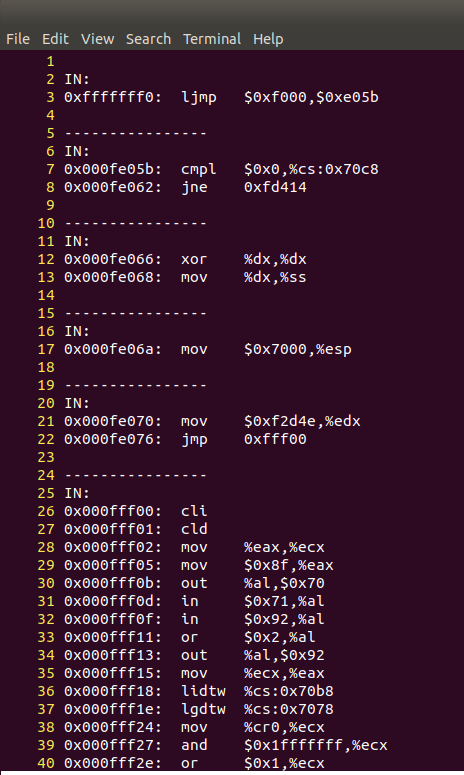 File Edit View Search Terminal Help
1
2 IN:
3 0xfffffff0:  ljmp   $0xf000,$0xe05b
4
5 ----------------
6 IN:
7 0x000fe05b:  cmpl   $0x0,%cs:0x70c8
8 0x000fe062:  jne    0xfd414
9
10 ----------------
11 IN:
12 0x000fe066:  xor    %dx,%dx
13 0x000fe068:  mov    %dx,%ss
14
15 ----------------
16 IN:
17 0x000fe06a:  mov    $0x7000,%esp
18
19 ----------------
20 IN:
21 0x000fe070:  mov    $0xf2d4e,%edx
22 0x000fe076:  jmp    0xfff00
23
24 ----------------
25 IN:
26 0x000fff00:  cli
27 0x000fff01:  cld
28 0x000fff02:  mov    %eax,%ecx
29 0x000fff05:  mov    $0x8f,%eax
30 0x000fff0b:  out    %al,$0x70
31 0x000fff0d:  in     $0x71,%al
32 0x000fff0f:  in     $0x92,%al
33 0x000fff11:  or     $0x2,%al
34 0x000fff13:  out    %al,$0x92
35 0x000fff15:  mov    %ecx,%eax
36 0x000fff18:  lidtw  %cs:0x70b8
37 0x000fff1e:  lgdtw  %cs:0x7078
38 0x000fff24:  mov    %cr0,%ecx
39 0x000fff27:  and    $0x1fffffff,%ecx
40 0x000fff2e:  or     $0x1,%ecx